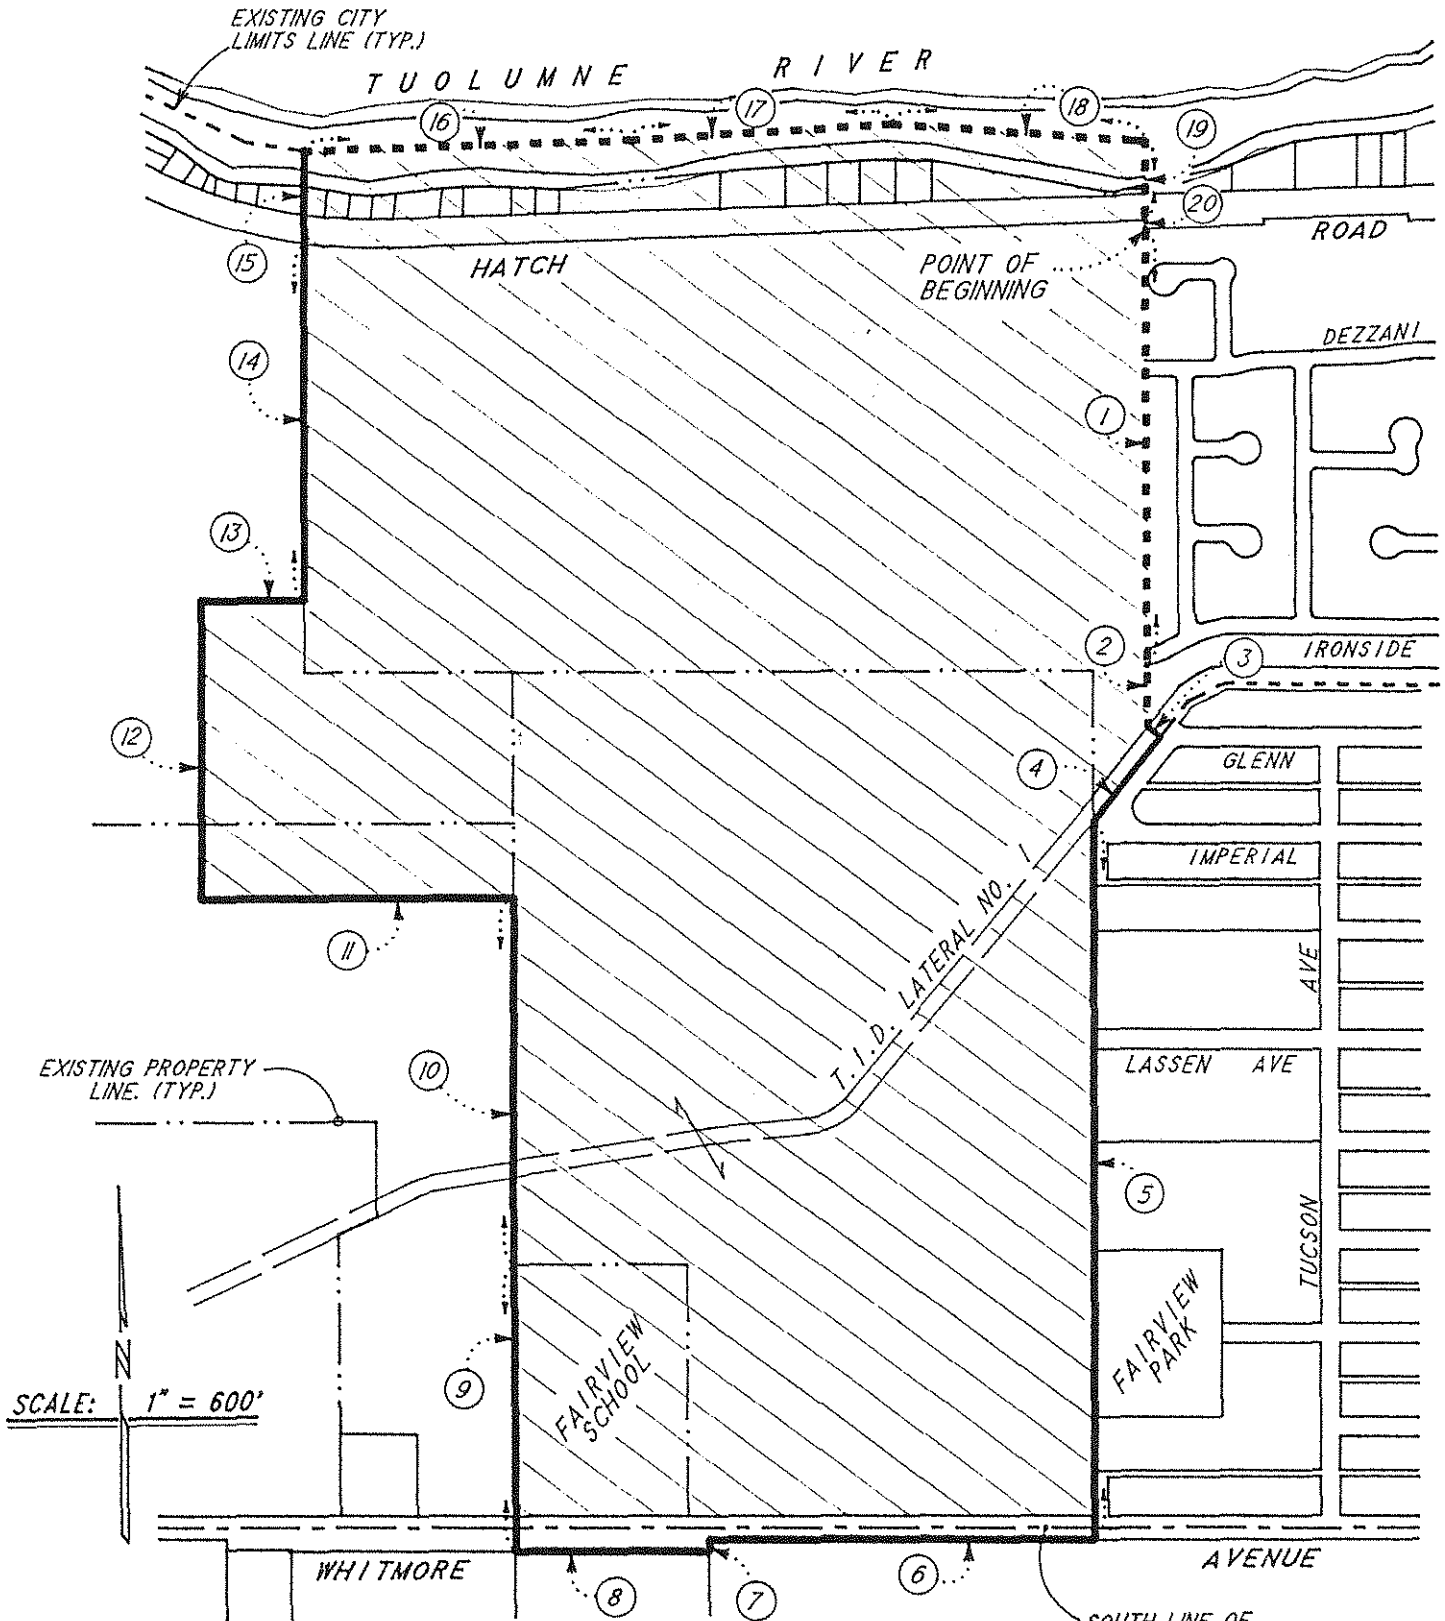 EXISTING CITY
LIMITS LINE (TYP.)
TUOLUMNE RIVER
16
17
18
19
20
15
HATCH
ROAD
POINT OF
BEGINNING
14
DEZZANI
1
13
2
3
IRONSIDE
12
4
GLENN
IMPERIAL
11
T.I.D. LATERAL NO. 1
AVE
EXISTING PROPERTY
LINE. (TYP.)
10
LASSEN AVE
5
TUCSON
N
FAIRVIEW
PARK
FAIRVIEW
SCHOOL
9
SCALE: 1" = 600'
WHITMORE
AVENUE
8
7
6
SOUTH LINE OF